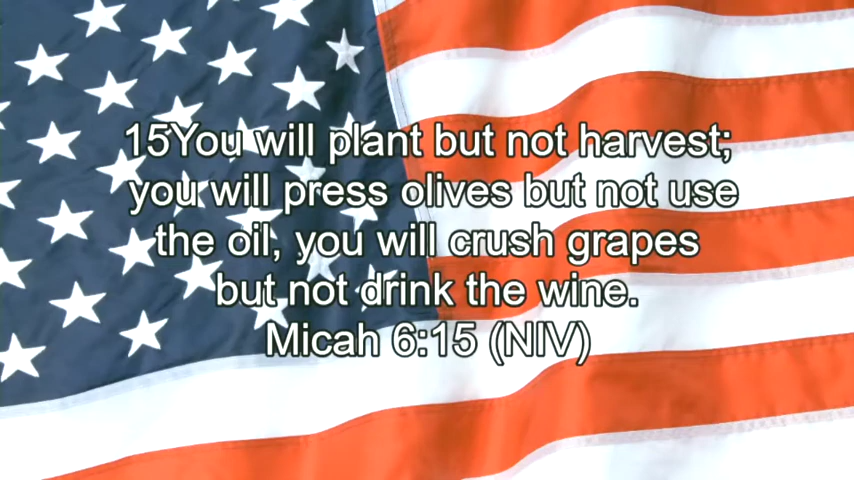 15You will plant but not harvest;
you will press olives but not use
the oil, you will crush grapes
but not drink the wine.
Micah 6:15 (NIV)